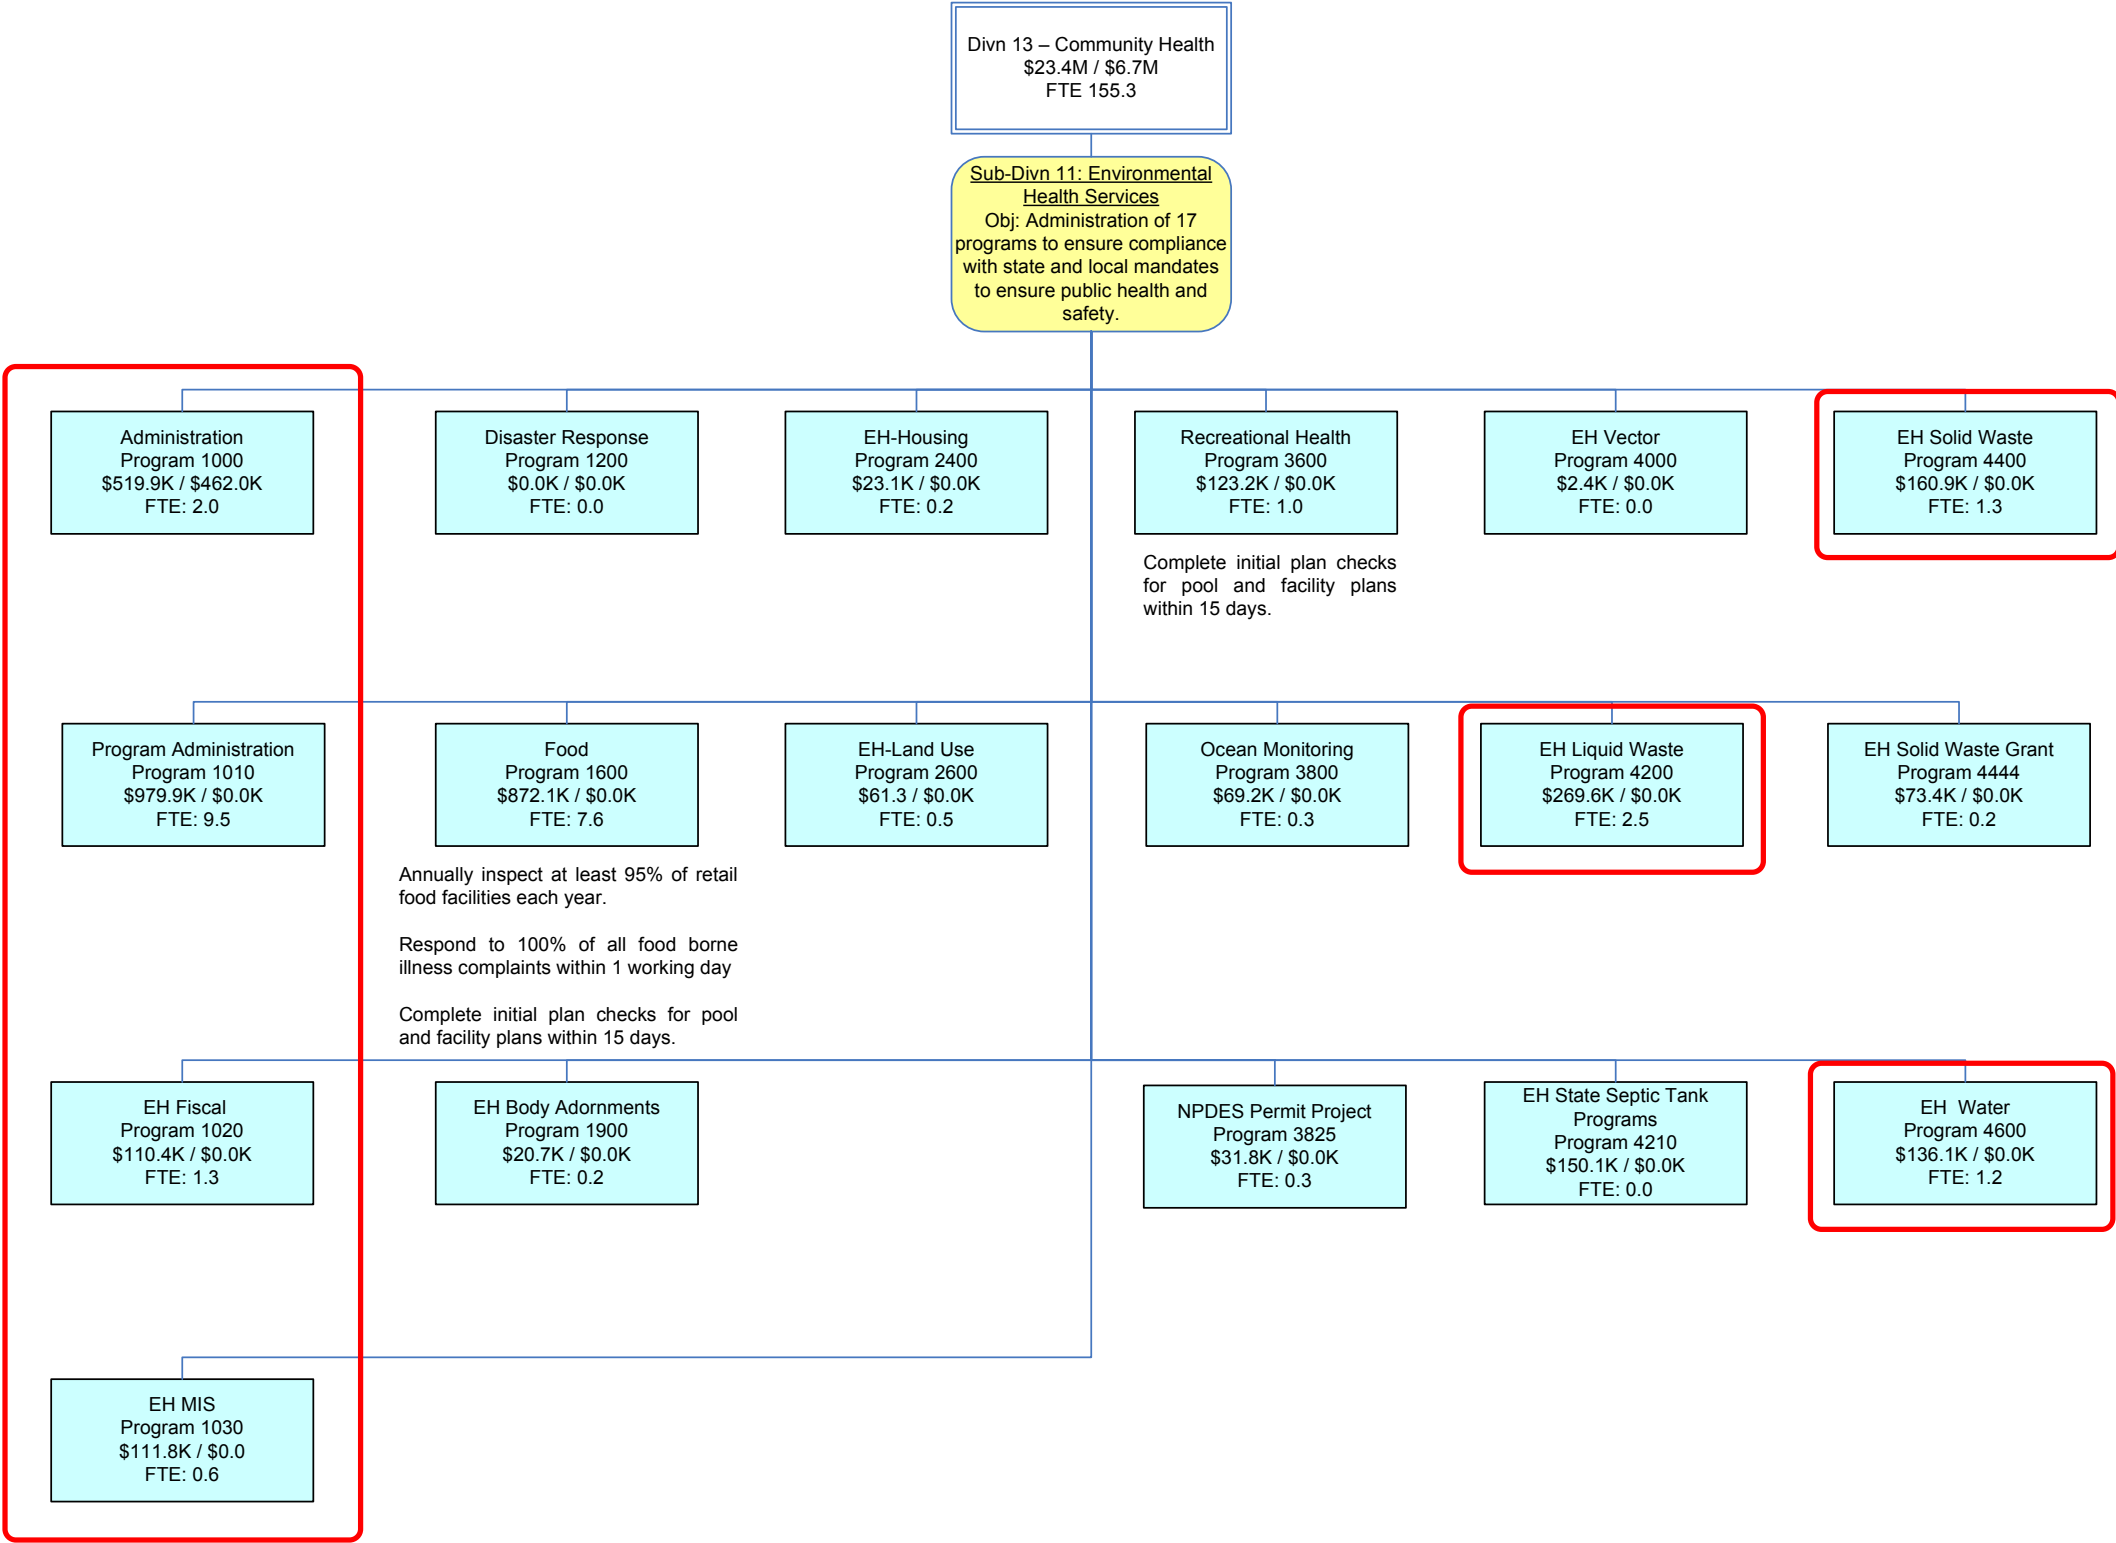 Divn 13 – Community Health
$23.4M / $6.7M
FTE 155.3
Sub-Divn 11: Environmental
Health Services
Obj: Administration of 17
programs to ensure compliance
with state and local mandates
to ensure public health and
safety.
Administration
Program 1000
$519.9K / $462.0K
FTE: 2.0
Disaster Response
Program 1200
$0.0K / $0.0K
FTE: 0.0
EH-Housing
Program 2400
$23.1K / $0.0K
FTE: 0.2
Recreational Health
Program 3600
$123.2K / $0.0K
FTE: 1.0
EH Vector
Program 4000
$2.4K / $0.0K
FTE: 0.0
EH Solid Waste
Program 4400
$160.9K / $0.0K
FTE: 1.3
Complete initial plan checks
for pool and facility plans
within 15 days.
Program Administration
Program 1010
$979.9K / $0.0K
FTE: 9.5
Food
Program 1600
$872.1K / $0.0K
FTE: 7.6
EH-Land Use
Program 2600
$61.3 / $0.0K
FTE: 0.5
Ocean Monitoring
Program 3800
$69.2K / $0.0K
FTE: 0.3
EH Liquid Waste
Program 4200
$269.6K / $0.0K
FTE: 2.5
EH Solid Waste Grant
Program 4444
$73.4K / $0.0K
FTE: 0.2
Annually inspect at least 95% of retail
food facilities each year.
Respond to 100% of all food borne
illness complaints within 1 working day
Complete initial plan checks for pool
and facility plans within 15 days.
EH Fiscal
Program 1020
$110.4K / $0.0K
FTE: 1.3
EH Body Adornments
Program 1900
$20.7K / $0.0K
FTE: 0.2
NPDES Permit Project
Program 3825
$31.8K / $0.0K
FTE: 0.3
EH State Septic Tank
Programs
Program 4210
$150.1K / $0.0K
FTE: 0.0
EH Water
Program 4600
$136.1K / $0.0K
FTE: 1.2
EH MIS
Program 1030
$111.8K / $0.0
FTE: 0.6